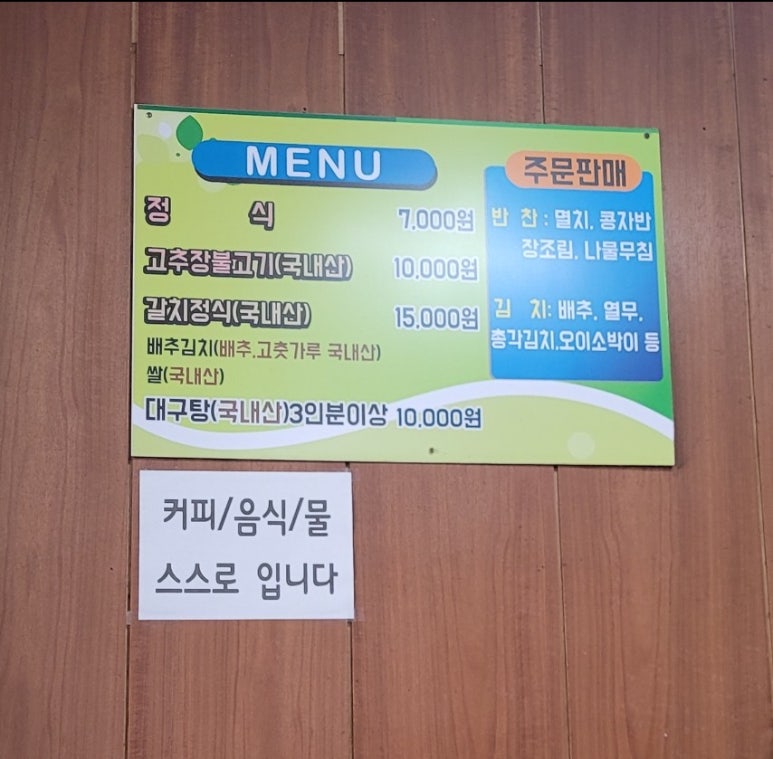 MENU
정 식 7,000원
고추장불고기(국내산) 10,000원
갈치정식(국내산) 15,000원
배추김치(배추,고춧가루 국내산)
쌀(국내산)
대구탕(국내산)3인분이상 10,000원
주문판매
반 찬 : 멸치, 콩자반
장조림, 나물무침
김 치: 배추, 열무,
총각김치,오이소박이 등
커피/음식/물
스스로 입니다